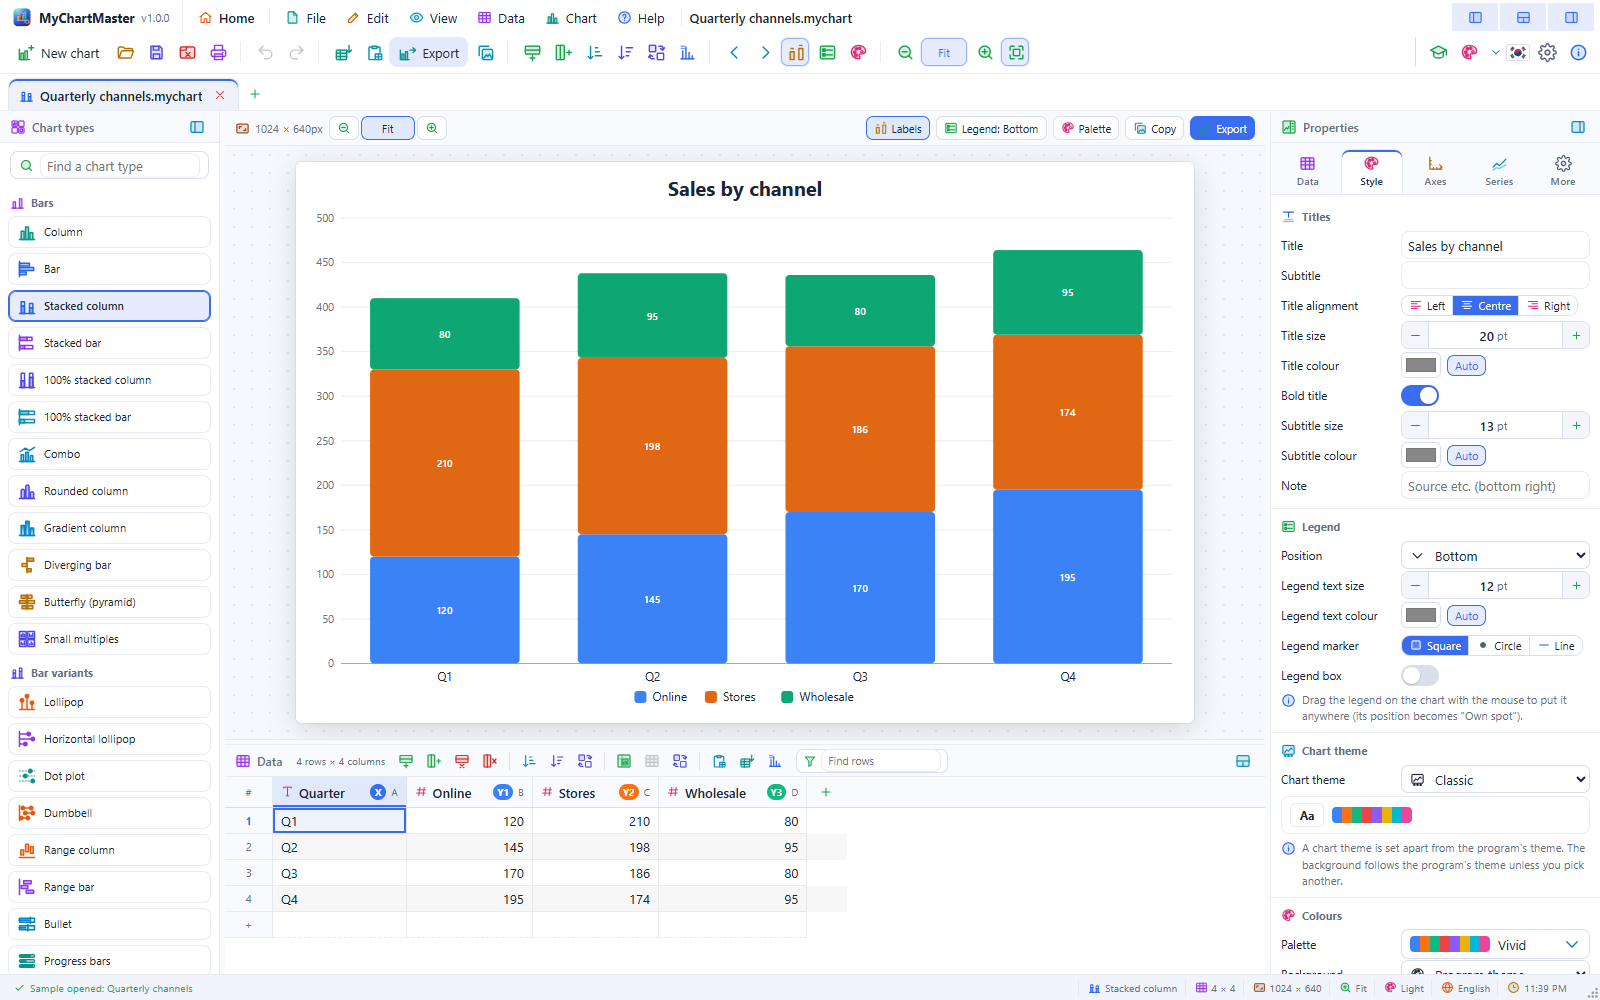 MyChartMaster v1.0.0 Home File Edit View Data Chart Help Quarterly channels.mychart
New chart Export Fit
Quarterly channels.mychart
Chart types
Find a chart type
Bars
Column
Bar
Stacked column
Stacked bar
100% stacked column
100% stacked bar
Combo
Rounded column
Gradient column
Diverging bar
Butterfly (pyramid)
Small multiples
Bar variants
Lollipop
Horizontal lollipop
Dot plot
Dumbbell
Range column
Range bar
Bullet
Progress bars
1024 × 640px Fit Labels Legend: Bottom Palette Copy Export
Sales by channel
500
450
400
350
300
250
200
150
100
50
0
80 95 80 95
210 198 186 174
120 145 170 195
Q1 Q2 Q3 Q4
Online Stores Wholesale
Data 4 rows × 4 columns Find rows
# Quarter X A # Online Y1 B # Stores Y2 C # Wholesale Y3 D +
1 Q1 120 210 80
2 Q2 145 198 95
3 Q3 170 186 80
4 Q4 195 174 95
+
Properties
Data Style Axes Series More
Titles
Title Sales by channel
Subtitle
Title alignment Left Centre Right
Title size − 20 pt +
Title colour Auto
Bold title
Subtitle size − 13 pt +
Subtitle colour Auto
Note Source etc. (bottom right)
Legend
Position Bottom
Legend text size − 12 pt +
Legend text colour Auto
Legend marker Square Circle Line
Legend box
Drag the legend on the chart with the mouse to put it
anywhere (its position becomes "Own spot").
Chart theme
Chart theme Classic
Aa
A chart theme is set apart from the program's theme. The
background follows the program's theme unless you pick
another.
Colours
Palette Vivid
Background Program theme
Sample opened: Quarterly channels Stacked column 4 × 4 1024 × 640 Fit Light English 11:39 PM